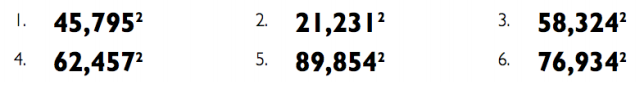 1. 45,795² 2. 21,231² 3. 58,324²
4. 62,457² 5. 89,854² 6. 76,934²